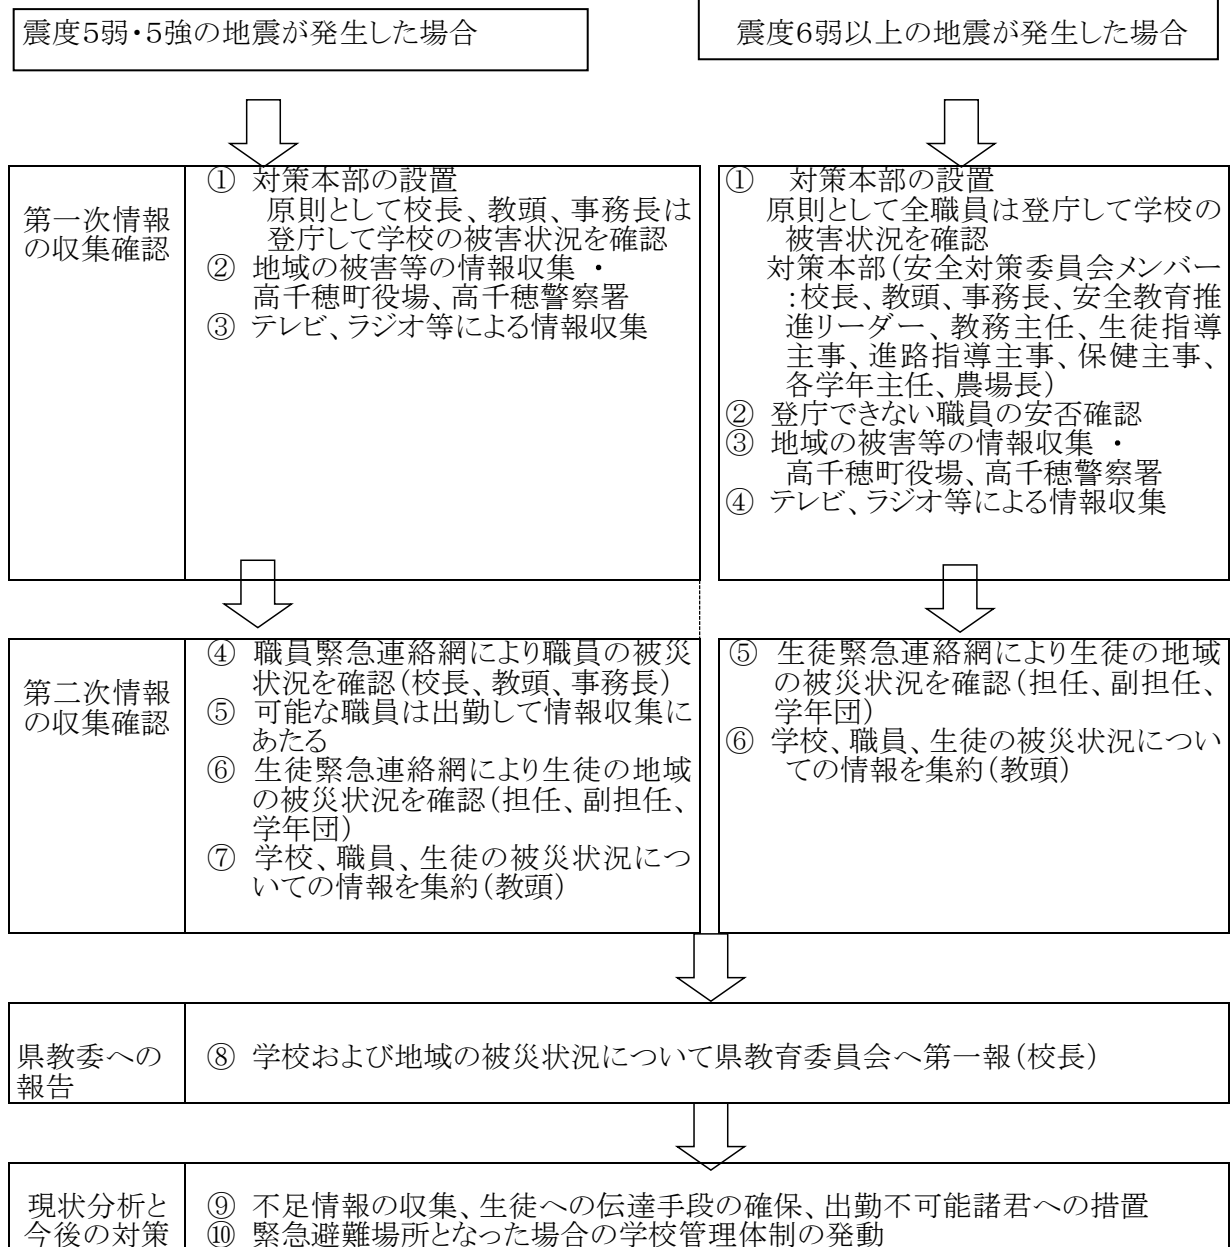 震度5弱・5強の地震が発生した場合
震度6弱以上の地震が発生した場合
第一次情報
の収集確認
① 対策本部の設置
原則として校長、教頭、事務長は
登庁して学校の被害状況を確認
② 地域の被害等の情報収集 ・
高千穂町役場、高千穂警察署
③ テレビ、ラジオ等による情報収集
① 対策本部の設置
原則として全職員は登庁して学校の
被害状況を確認
対策本部(安全対策委員会メンバー
:校長、教頭、事務長、安全教育推
進リーダー、教務主任、生徒指導
主事、進路指導主事、保健主事、
各学年主任、農場長)
② 登庁できない職員の安否確認
③ 地域の被害等の情報収集 ・
高千穂町役場、高千穂警察署
④ テレビ、ラジオ等による情報収集
第二次情報
の収集確認
④ 職員緊急連絡網により職員の被災
状況を確認(校長、教頭、事務長)
⑤ 可能な職員は出勤して情報収集に
あたる
⑥ 生徒緊急連絡網により生徒の地域
の被災状況を確認(担任、副担任、
学年団)
⑦ 学校、職員、生徒の被災状況につ
いての情報を集約(教頭)
⑤ 生徒緊急連絡網により生徒の地域
の被災状況を確認(担任、副担任、
学年団)
⑥ 学校、職員、生徒の被災状況につい
ての情報を集約(教頭)
県教委への
報告
⑧ 学校および地域の被災状況について県教育委員会へ第一報(校長)
現状分析と
今後の対策
⑨ 不足情報の収集、生徒への伝達手段の確保、出勤不可能諸君への措置
⑩ 緊急避難場所となった場合の学校管理体制の発動